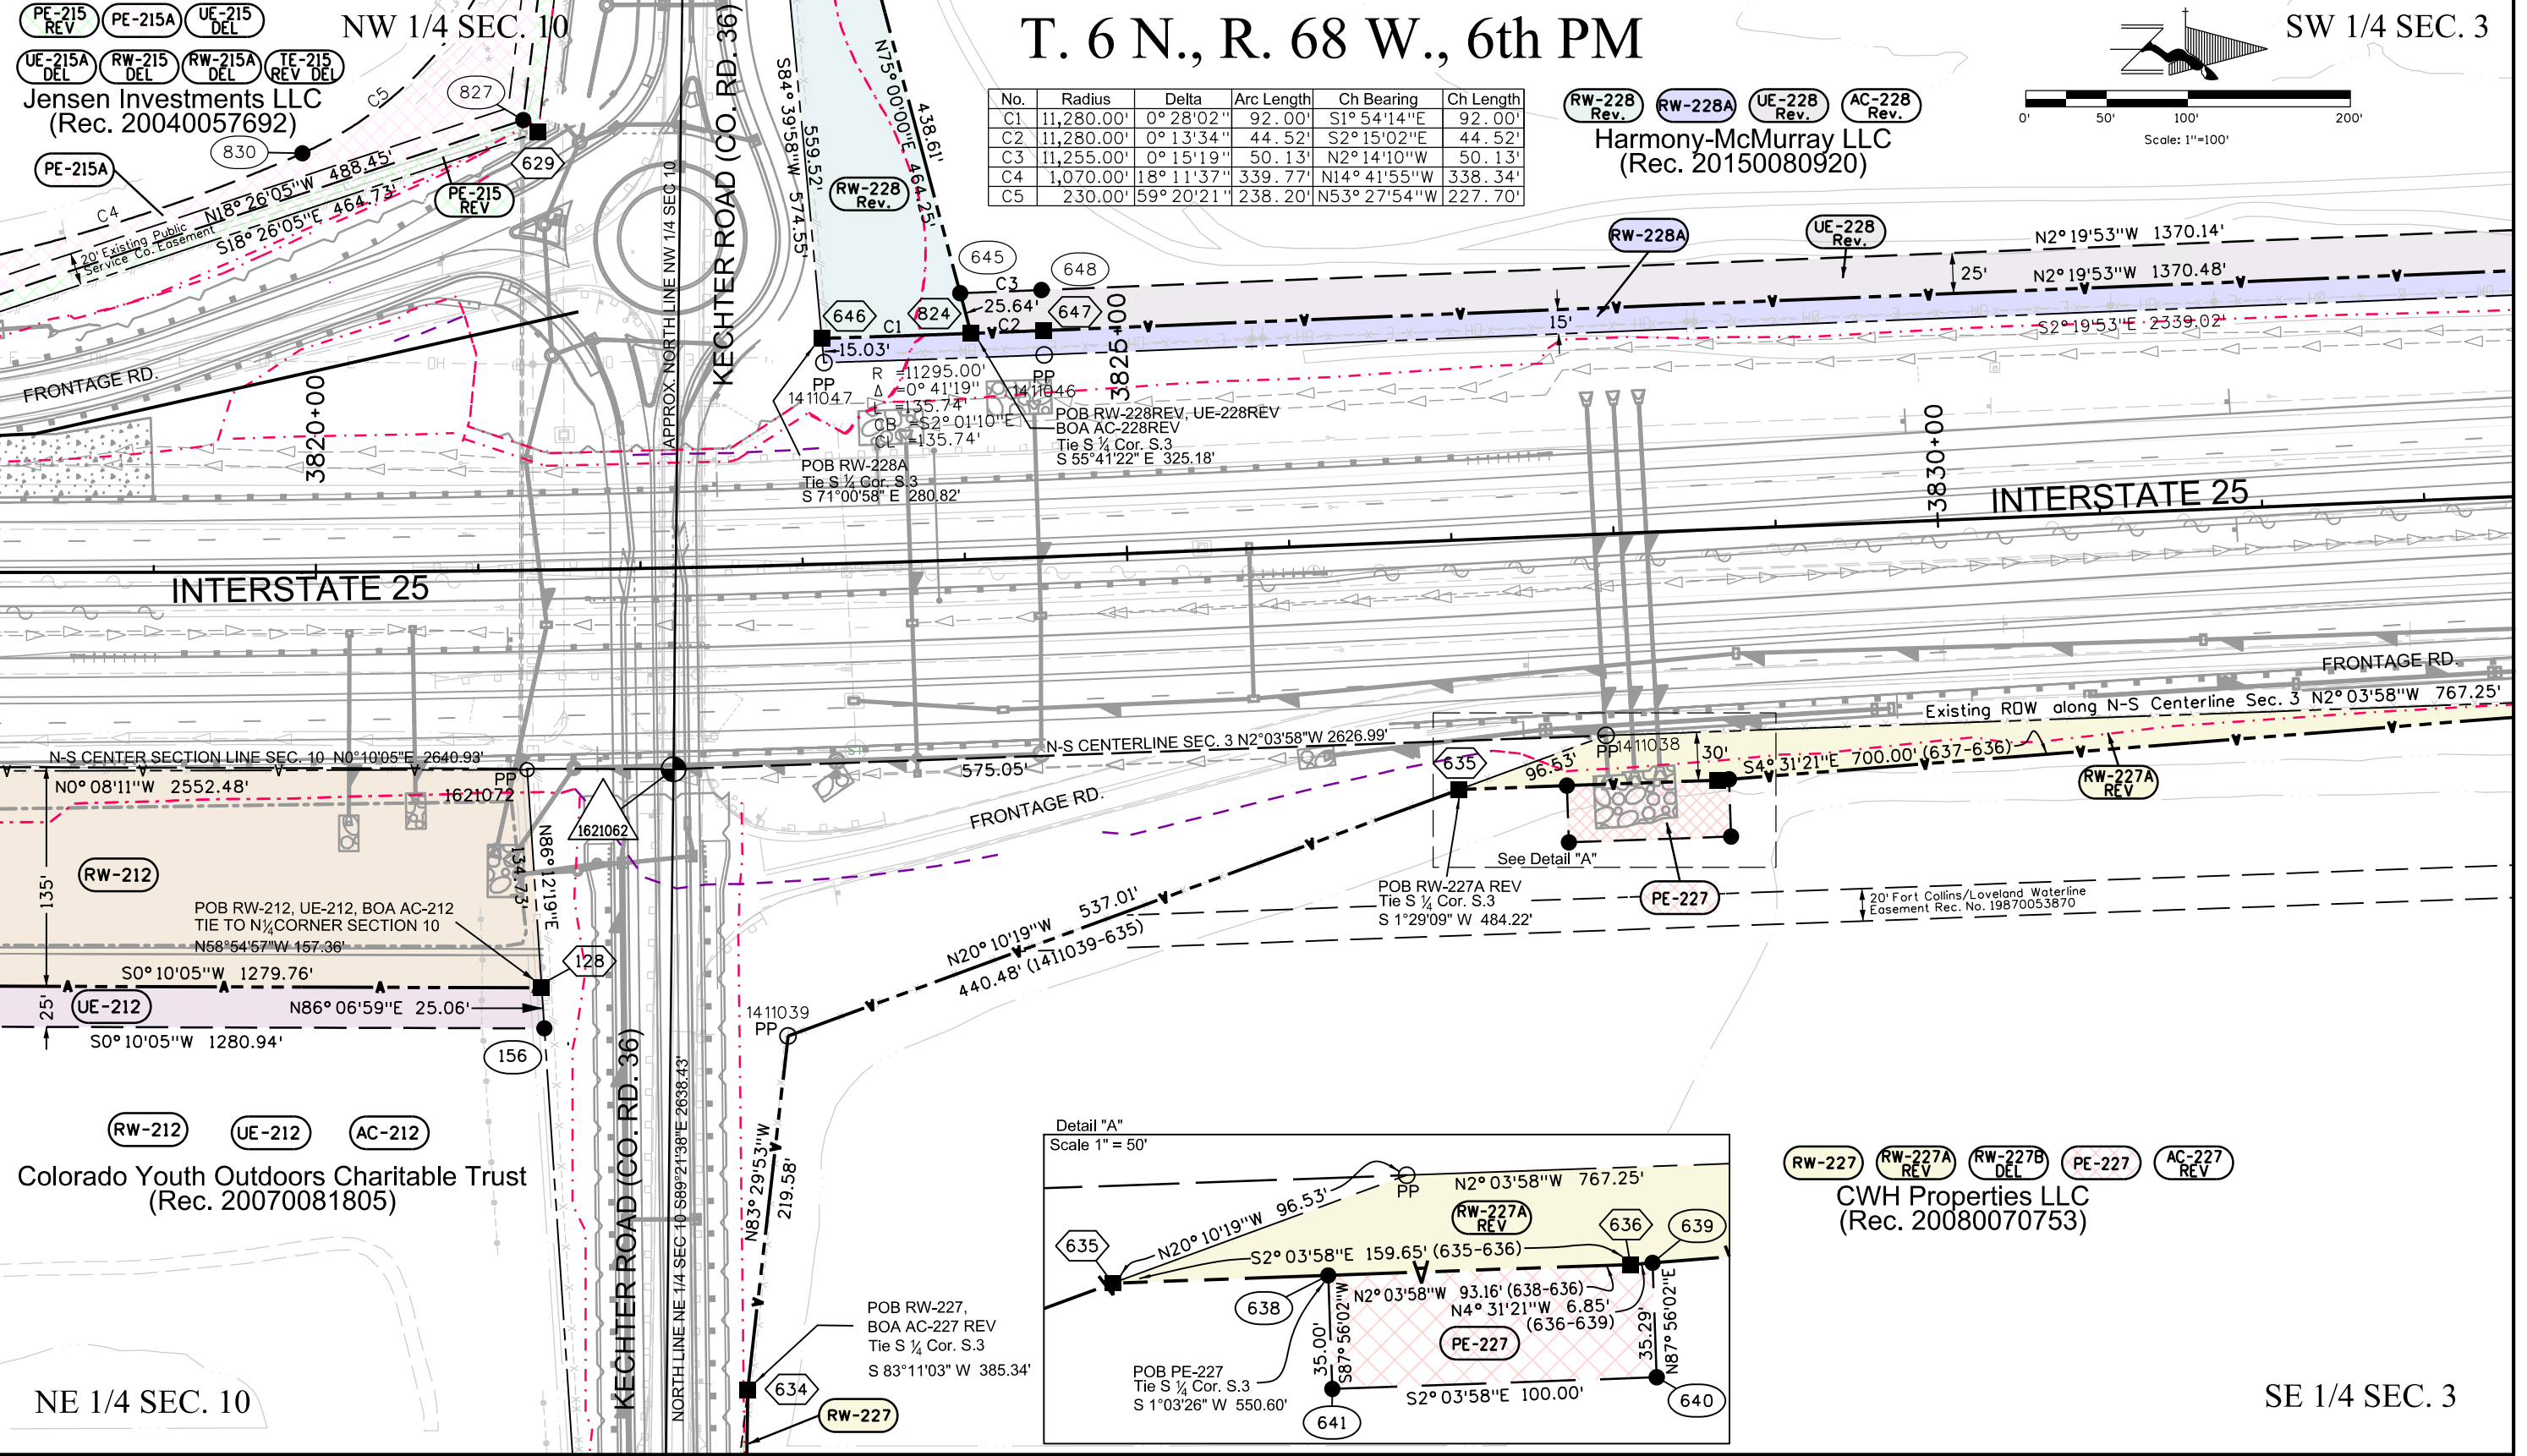 PE-215
REV
PE-215A
UE-215
DEL
NW 1/4 SEC. 10
UE-215A
DEL
RW-215
DEL
RW-215A
DEL
TE-215
REV DEL
Jensen Investments LLC
(Rec. 20040057692)
T. 6 N., R. 68 W., 6th PM
SW 1/4 SEC. 3
No. Radius Delta Arc Length Ch Bearing Ch Length
C1 11,280.00' 0°28'02" 92.00' S1°54'14"E 92.00'
C2 11,280.00' 0°13'34" 44.52' S2°15'02"E 44.52'
C3 11,255.00' 0°15'19" 50.13' N2°14'10"W 50.13'
C4 1,070.00' 18°11'37" 339.77' N14°41'55"W 338.34'
C5 230.00' 59°20'21" 238.20' N53°27'54"W 227.70'
RW-228
Rev.
RW-228A
UE-228
Rev.
AC-228
Rev.
Harmony-McMurray LLC
(Rec. 20150080920)
0' 50' 100' 200'
Scale: 1"=100'
827
C5
830
PE-215A
629
C4
N18°26'05"W 488.45'
S18°26'05"E 464.73'
20' Existing Public
Service Co. Easement
PE-215
REV
KECHTER ROAD (CO. RD. 36)
APPROX. NORTH LINE NW 1/4 SEC 10
S84°39'58"W 574.55'
559.52'
N75°00'00"E 464.25'
438.61'
RW-228
Rev.
645
648
C3
25.64'
646
824
647
C1
C2
15.03'
PP
1411047
PP
1411046
R =11295.00'
Δ =0°41'19"
L =135.74'
CB =S2°01'10"E
CL =135.74'
3825+00
RW-228A
UE-228
Rev.
N2°19'53"W 1370.14'
25'
N2°19'53"W 1370.48'
15'
S2°19'53"E 2339.02'
POB RW-228REV, UE-228REV
BOA AC-228REV
Tie S ¼ Cor. S.3
S 55°41'22" E 325.18'
POB RW-228A
Tie S ¼ Cor. S.3
S 71°00'58" E 280.82'
FRONTAGE RD.
3820+00
3830+00
INTERSTATE 25
INTERSTATE 25
FRONTAGE RD.
Existing ROW along N-S Centerline Sec. 3 N2°03'58"W 767.25'
N-S CENTER SECTION LINE SEC. 10 N0°10'05"E 2640.93'
N-S CENTERLINE SEC. 3 N2°03'58"W 2626.99'
575.05'
N0°08'11"W 2552.48'
PP
1621072
1621062
PP
1411038
30'
635
96.53'
S4°31'21"E 700.00' (637-636)
RW-227A
REV
FRONTAGE RD.
See Detail "A"
POB RW-227A REV
Tie S ¼ Cor. S.3
S 1°29'09" W 484.22'
PE-227
20' Fort Collins/Loveland Waterline
Easement Rec. No. 19870053870
N20°10'19"W 537.01'
440.48' (1411039-635)
1411039
PP
RW-212
135'
134.73'
N86°12'19"E
POB RW-212, UE-212, BOA AC-212
TIE TO N¼CORNER SECTION 10
N58°54'57"W 157.36'
128
S0°10'05"W 1279.76'
25'
UE-212
N86°06'59"E 25.06'
S0°10'05"W 1280.94'
156
RW-212
UE-212
AC-212
Colorado Youth Outdoors Charitable Trust
(Rec. 20070081805)
KECHTER ROAD (CO. RD. 36)
NORTH LINE NE 1/4 SEC 10 S89°21'38"E 2638.43'
N83°29'53"W
219.58'
POB RW-227,
BOA AC-227 REV
Tie S ¼ Cor. S.3
S 83°11'03" W 385.34'
634
RW-227
NE 1/4 SEC. 10
Detail "A"
Scale 1" = 50'
PP
N2°03'58"W 767.25'
N20°10'19"W 96.53'
RW-227A
REV
635
636
639
S2°03'58"E 159.65' (635-636)
638
N2°03'58"W 93.16' (638-636)
N4°31'21"W 6.85'
(636-639)
35.00'
S87°56'02"W
PE-227
35.29'
N87°56'02"E
POB PE-227
Tie S ¼ Cor. S.3
S 1°03'26" W 550.60'
S2°03'58"E 100.00'
641
640
RW-227
RW-227A
REV
RW-227B
DEL
PE-227
AC-227
REV
CWH Properties LLC
(Rec. 20080070753)
SE 1/4 SEC. 3